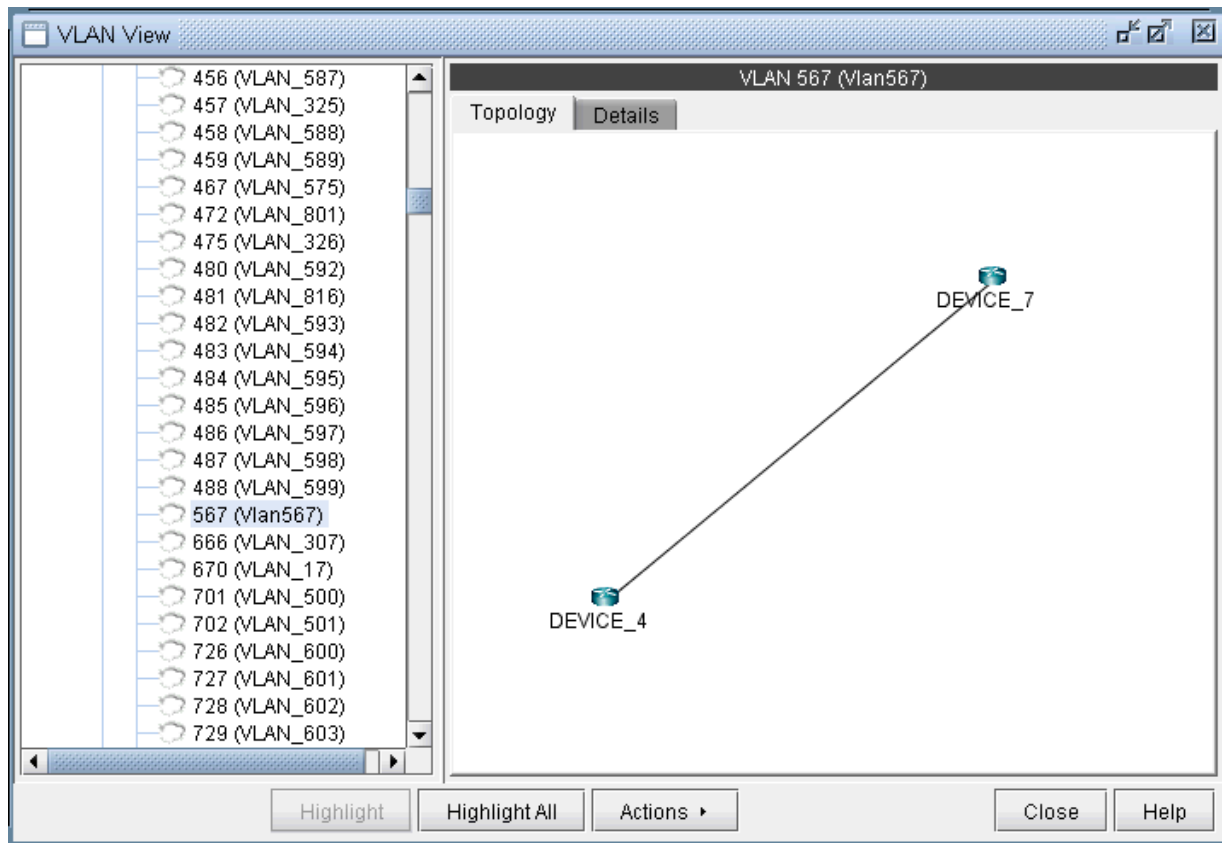 VLAN View
456 (VLAN_587)
457 (VLAN_325)
458 (VLAN_588)
459 (VLAN_589)
467 (VLAN_575)
472 (VLAN_801)
475 (VLAN_326)
480 (VLAN_592)
481 (VLAN_816)
482 (VLAN_593)
483 (VLAN_594)
484 (VLAN_595)
485 (VLAN_596)
486 (VLAN_597)
487 (VLAN_598)
488 (VLAN_599)
567 (Vlan567)
666 (VLAN_307)
670 (VLAN_17)
701 (VLAN_500)
702 (VLAN_501)
726 (VLAN_600)
727 (VLAN_601)
728 (VLAN_602)
729 (VLAN_603)
VLAN 567 (Vlan567)
Topology Details
DEVICE_7
DEVICE_4
Highlight Highlight All Actions Close Help